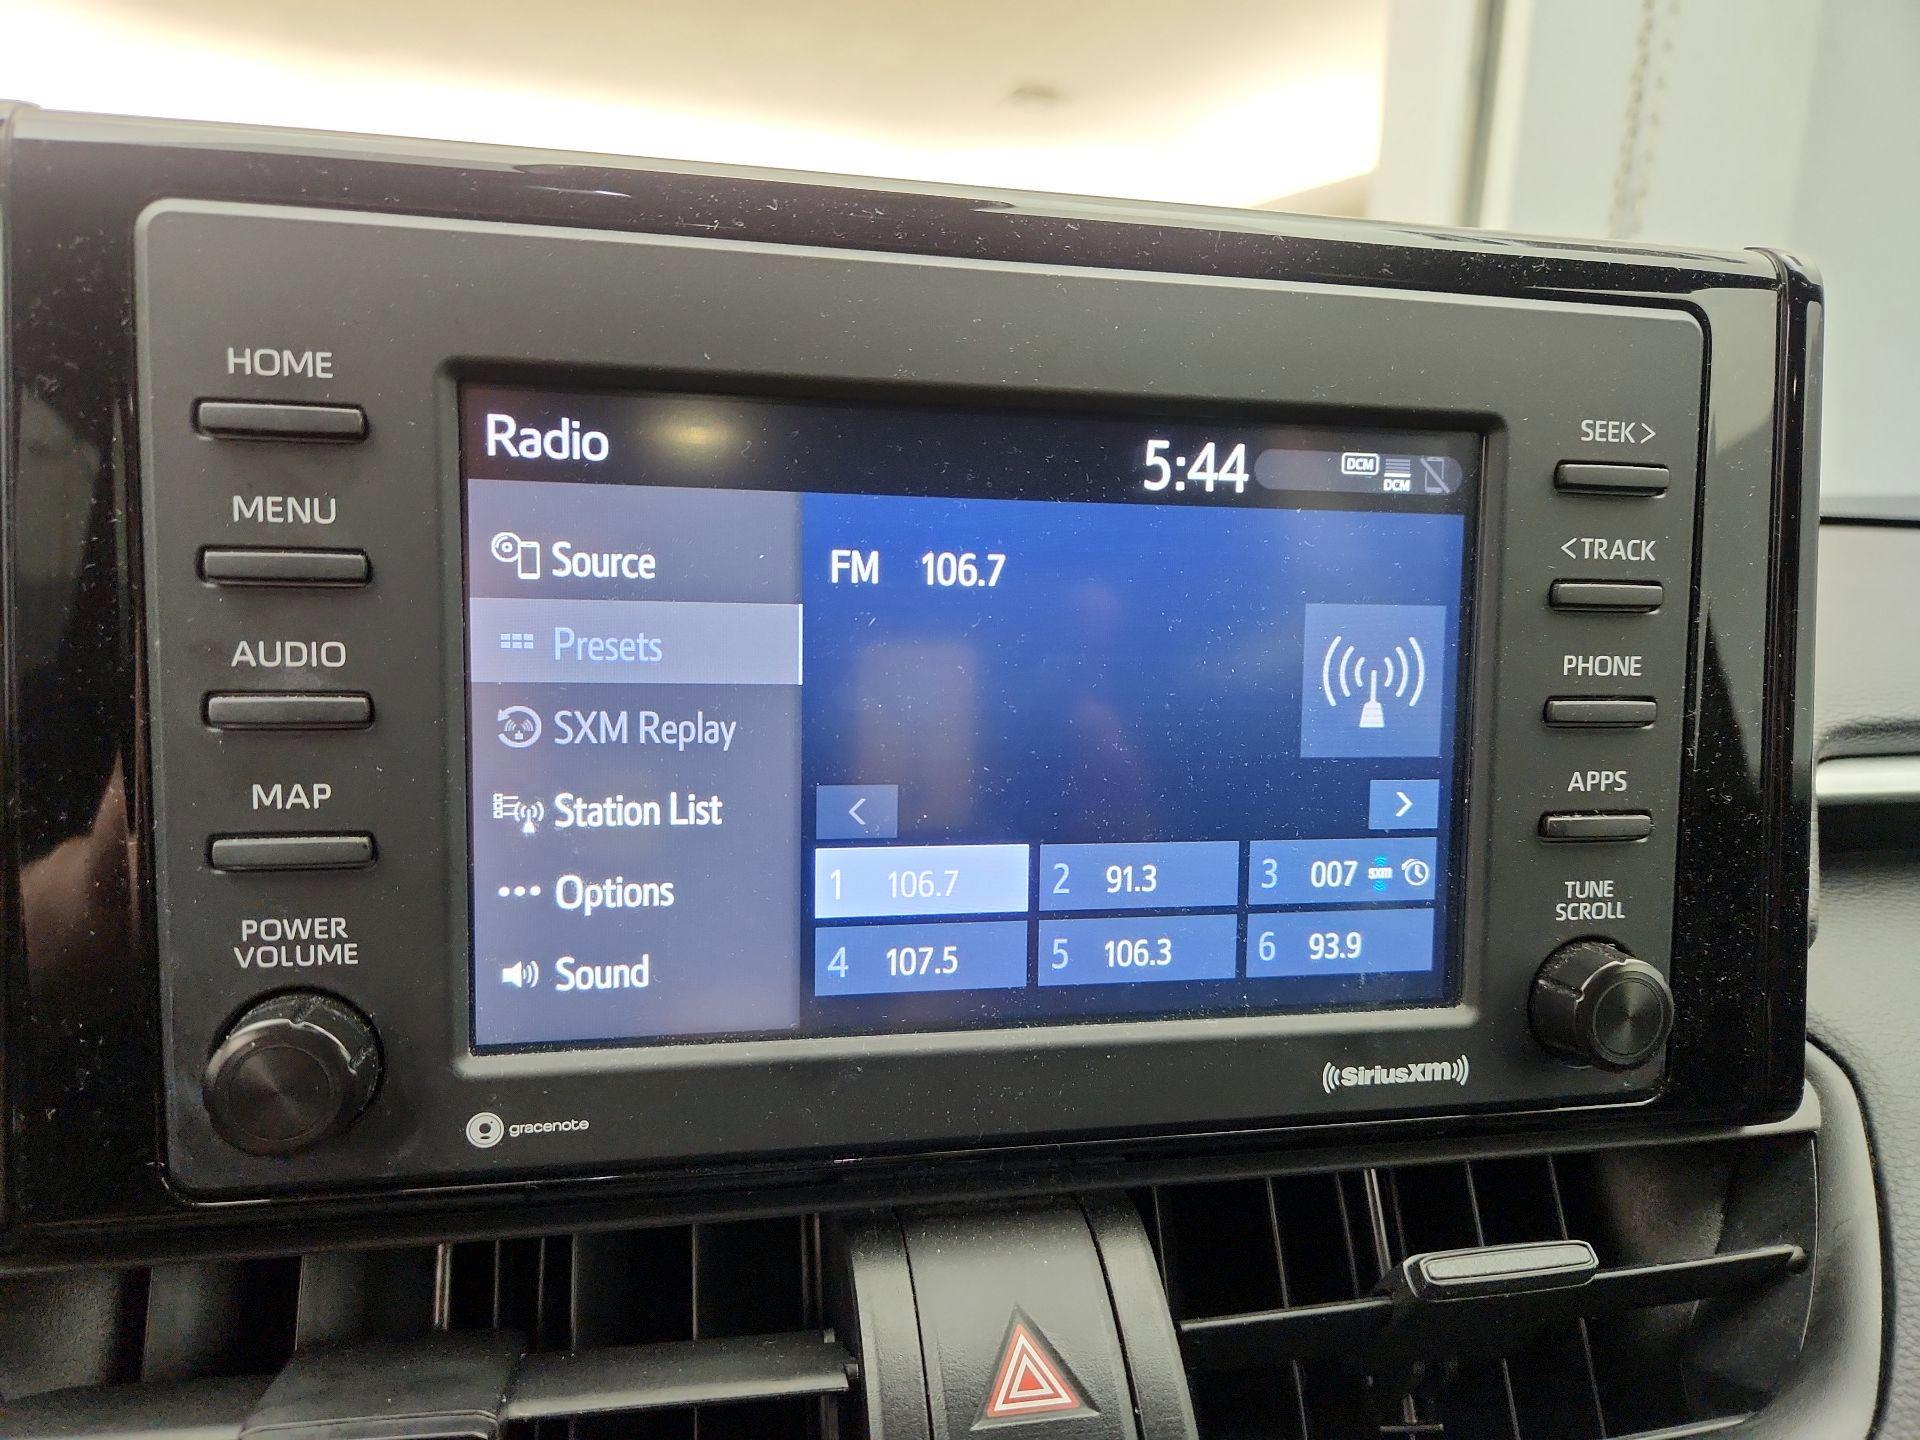 HOME
MENU
AUDIO
MAP
POWER
VOLUME
Radio
5:44
DCM
DCM
Source
Presets
SXM Replay
Station List
Options
Sound
FM 106.7
<
>
1 106.7
2 91.3
3 007 sxm
4 107.5
5 106.3
6 93.9
SEEK >
< TRACK
PHONE
APPS
TUNE
SCROLL
gracenote
((SiriusXM))